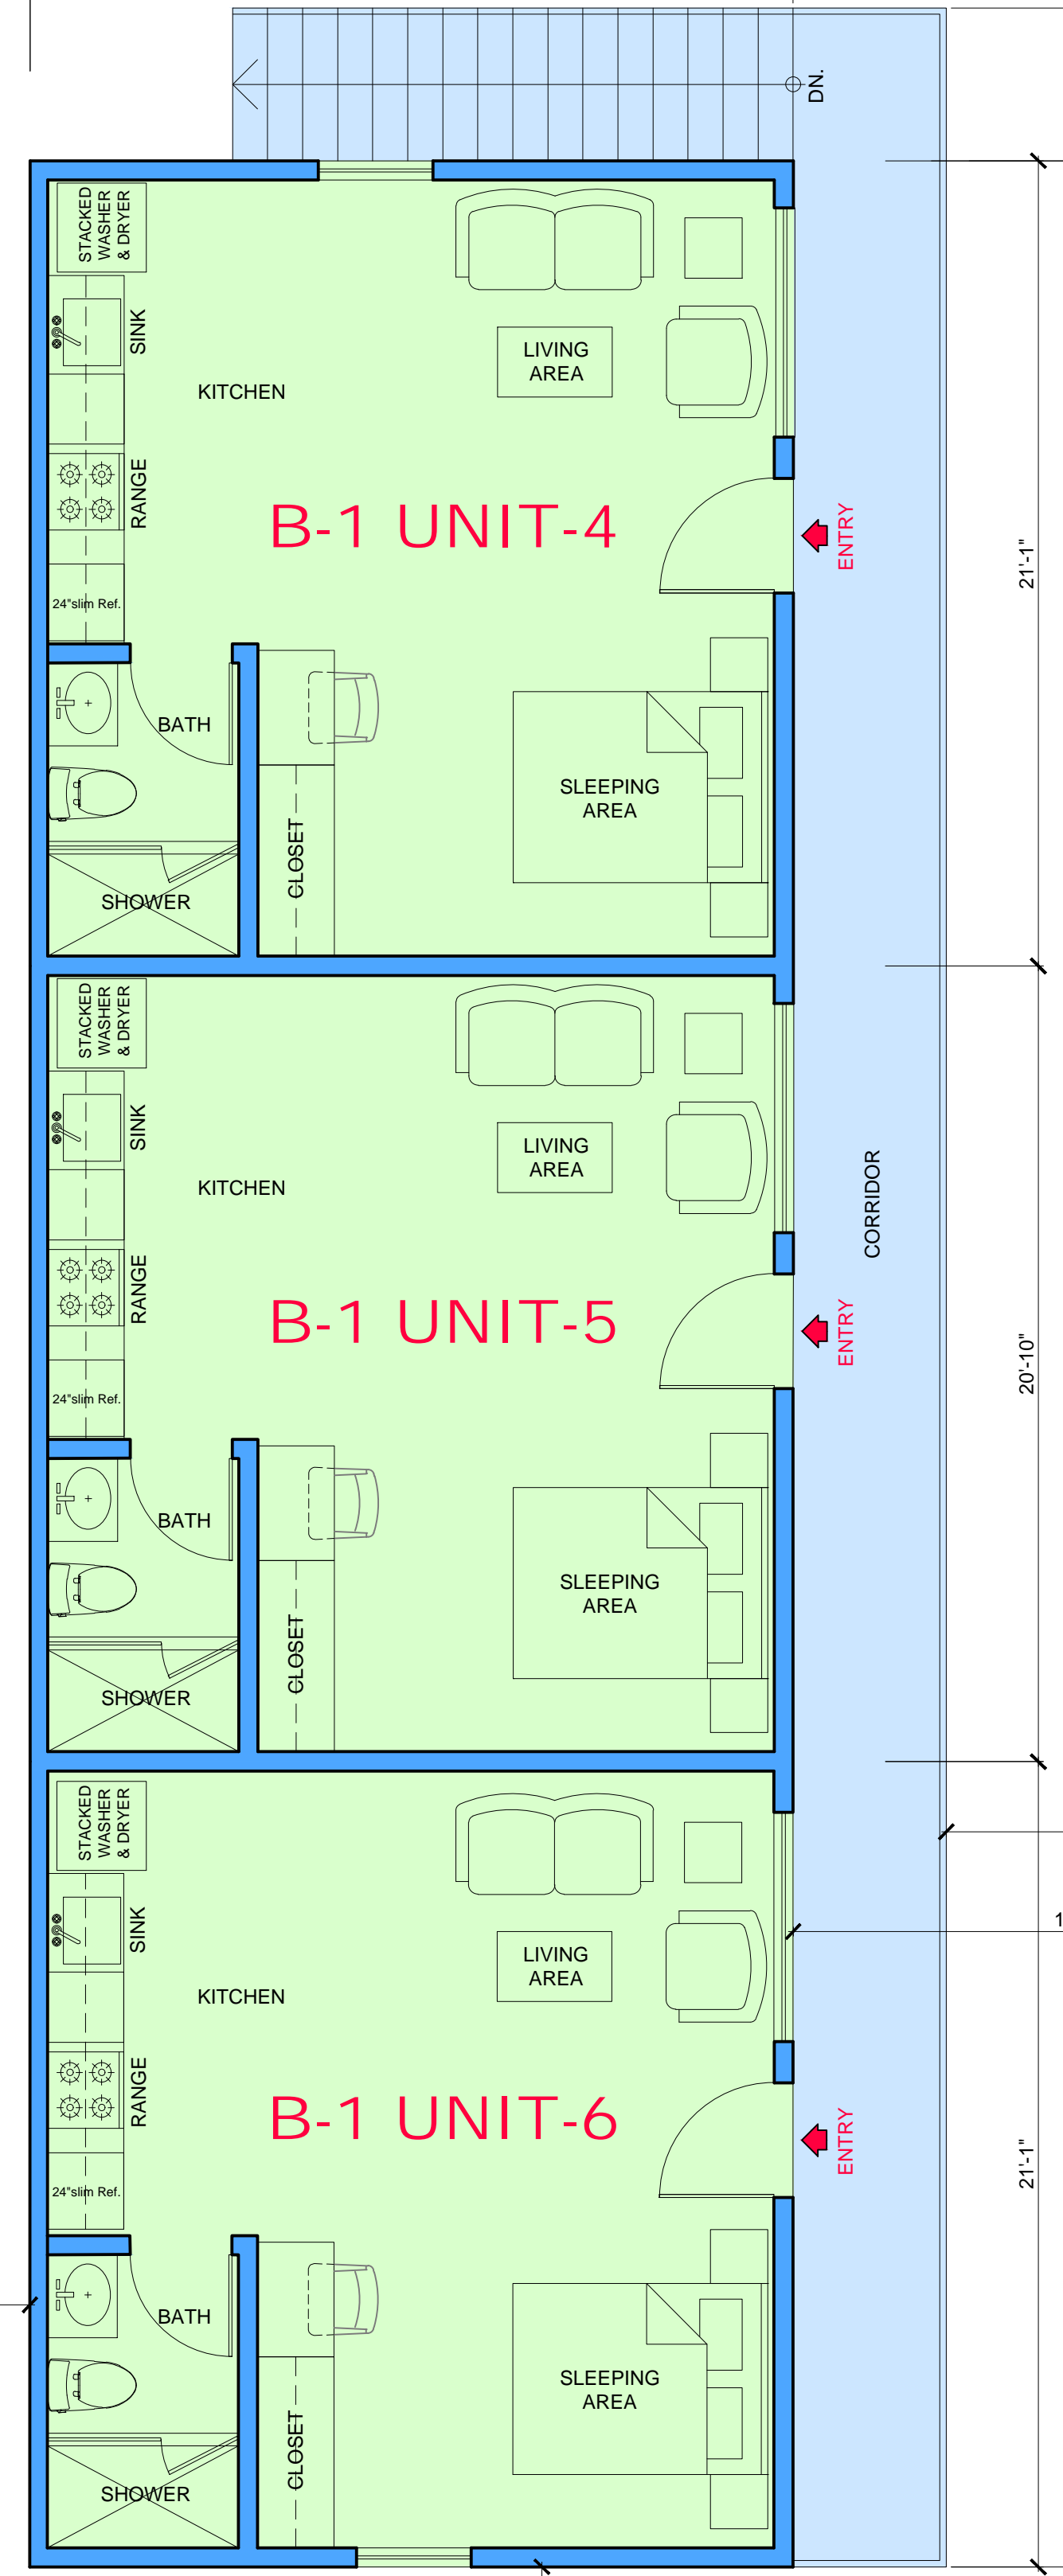 DN.
STACKED
WASHER
& DRYER
SINK
KITCHEN
LIVING
AREA
RANGE
B-1 UNIT-4
ENTRY
21'-1"
24"slim Ref.
BATH
SLEEPING
AREA
CLOSET
SHOWER
STACKED
WASHER
& DRYER
SINK
KITCHEN
LIVING
AREA
CORRIDOR
RANGE
B-1 UNIT-5
ENTRY
20'-10"
24"slim Ref.
BATH
SLEEPING
AREA
CLOSET
SHOWER
STACKED
WASHER
& DRYER
SINK
KITCHEN
LIVING
AREA
1
RANGE
B-1 UNIT-6
ENTRY
21'-1"
24"slim Ref.
BATH
SLEEPING
AREA
CLOSET
SHOWER